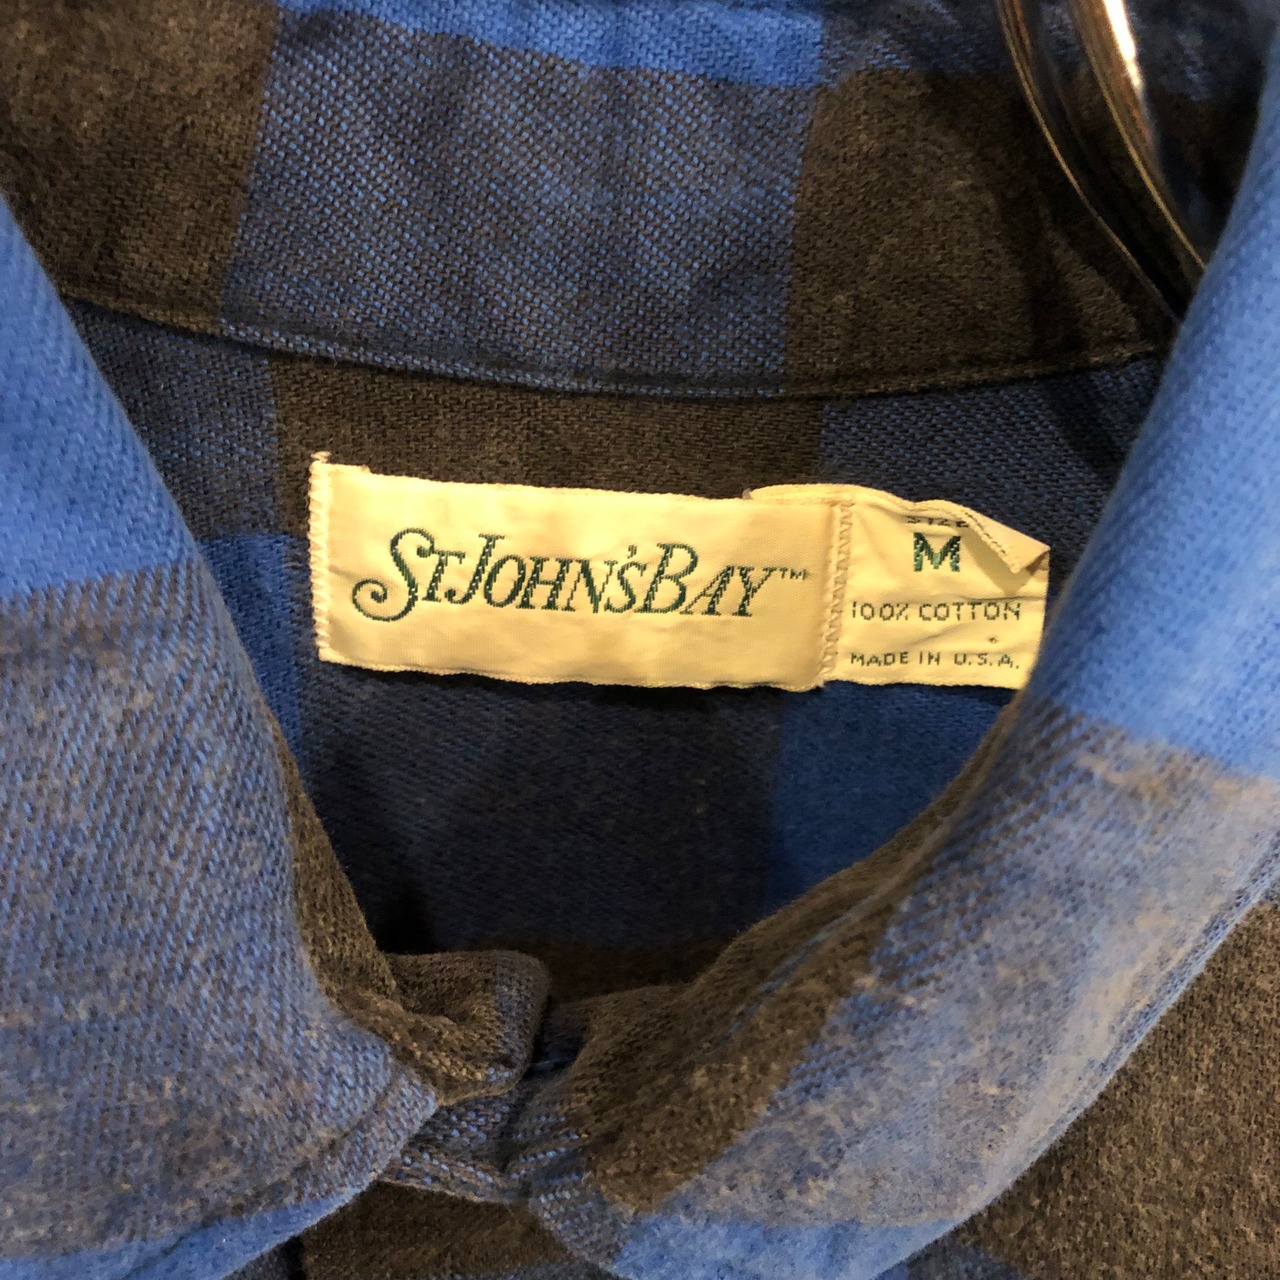 ST JOHN'S BAY™
SIZE
M
100% COTTON
MADE IN U.S.A.